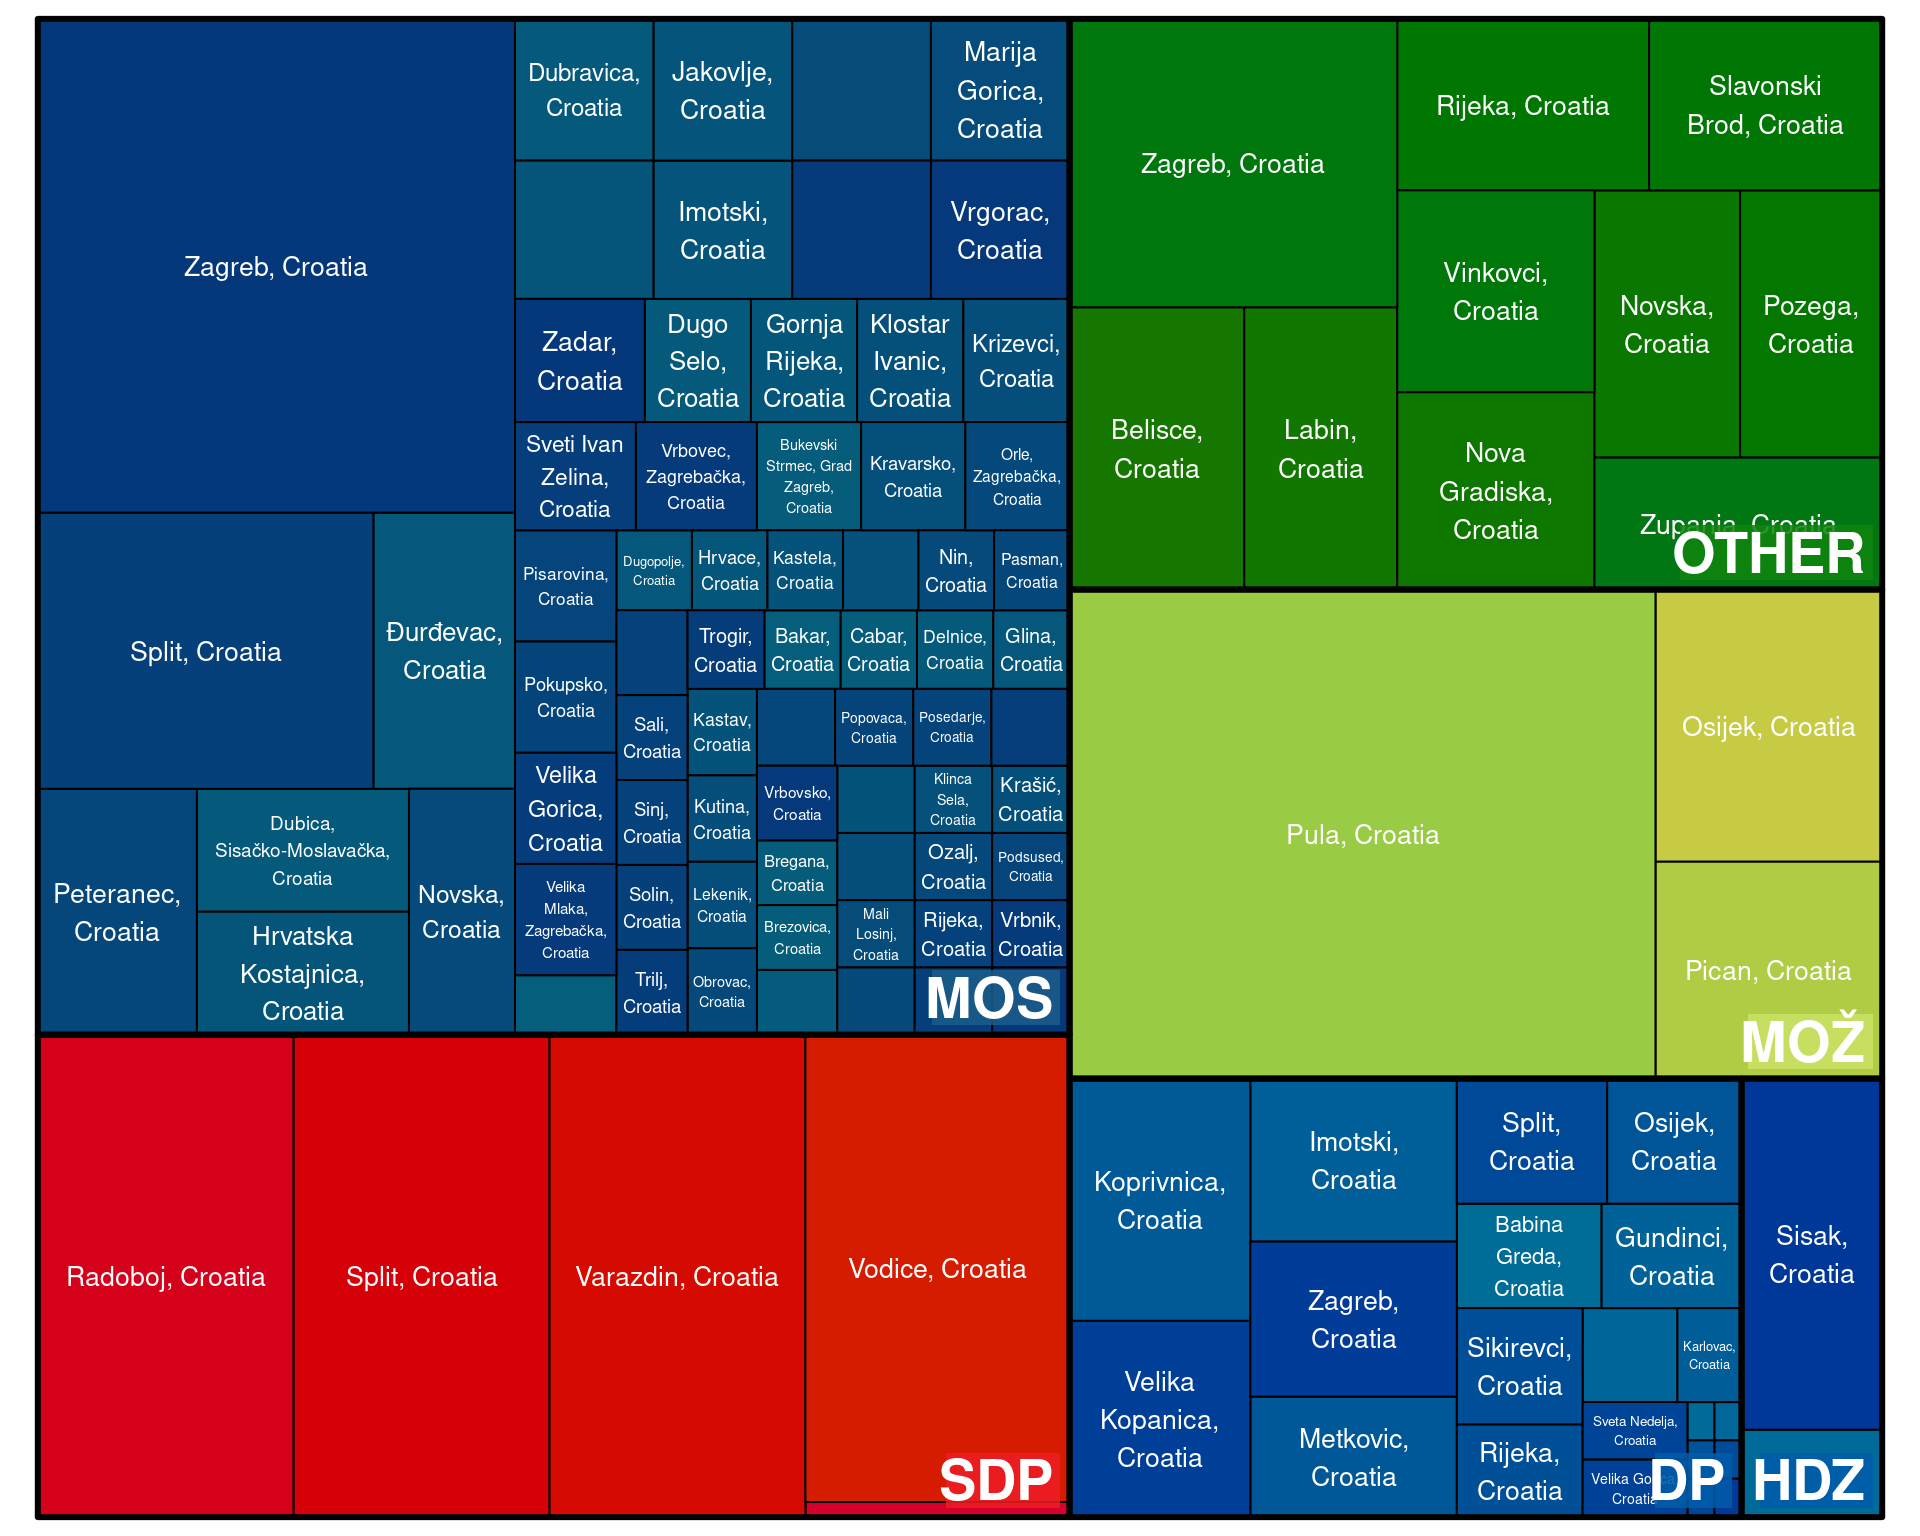 Zagreb, Croatia
Split, Croatia
Đurđevac,
Croatia
Peteranec,
Croatia
Dubica,
Sisačko-Moslavačka,
Croatia
Hrvatska
Kostajnica,
Croatia
Novska,
Croatia
Dubravica,
Croatia
Jakovlje,
Croatia
Marija
Gorica,
Croatia
Imotski,
Croatia
Vrgorac,
Croatia
Zadar,
Croatia
Dugo
Selo,
Croatia
Gornja
Rijeka,
Croatia
Klostar
Ivanic,
Croatia
Krizevci,
Croatia
Sveti Ivan
Zelina,
Croatia
Vrbovec,
Zagrebačka,
Croatia
Bukevski
Strmec, Grad
Zagreb,
Croatia
Kravarsko,
Croatia
Orle,
Zagrebačka,
Croatia
Pisarovina,
Croatia
Pokupsko,
Croatia
Velika
Gorica,
Croatia
Velika
Mlaka,
Zagrebačka,
Croatia
Dugopolje,
Croatia
Hrvace,
Croatia
Kastela,
Croatia
Nin,
Croatia
Pasman,
Croatia
Trogir,
Croatia
Bakar,
Croatia
Cabar,
Croatia
Delnice,
Croatia
Glina,
Croatia
Sali,
Croatia
Sinj,
Croatia
Solin,
Croatia
Trilj,
Croatia
Kastav,
Croatia
Kutina,
Croatia
Lekenik,
Croatia
Obrovac,
Croatia
Popovaca,
Croatia
Posedarje,
Croatia
Vrbovsko,
Croatia
Bregana,
Croatia
Brezovica,
Croatia
Klinca
Sela,
Croatia
Krašić,
Croatia
Ozalj,
Croatia
Podsused,
Croatia
Mali
Losinj,
Croatia
Rijeka,
Croatia
Vrbnik,
Croatia
MOS
Radoboj, Croatia
Split, Croatia
Varazdin, Croatia
Vodice, Croatia
SDP
Zagreb, Croatia
Rijeka, Croatia
Slavonski
Brod, Croatia
Belisce,
Croatia
Labin,
Croatia
Vinkovci,
Croatia
Nova
Gradiska,
Croatia
Novska,
Croatia
Pozega,
Croatia
Zupanja, Croatia
OTHER
Pula, Croatia
Osijek, Croatia
Pican, Croatia
MOŽ
Koprivnica,
Croatia
Velika
Kopanica,
Croatia
Imotski,
Croatia
Zagreb,
Croatia
Metkovic,
Croatia
Split,
Croatia
Osijek,
Croatia
Babina
Greda,
Croatia
Gundinci,
Croatia
Sikirevci,
Croatia
Rijeka,
Croatia
Karlovac,
Croatia
Sveta Nedelja,
Croatia
Velika Gorica,
Croatia
DP
Sisak,
Croatia
HDZ